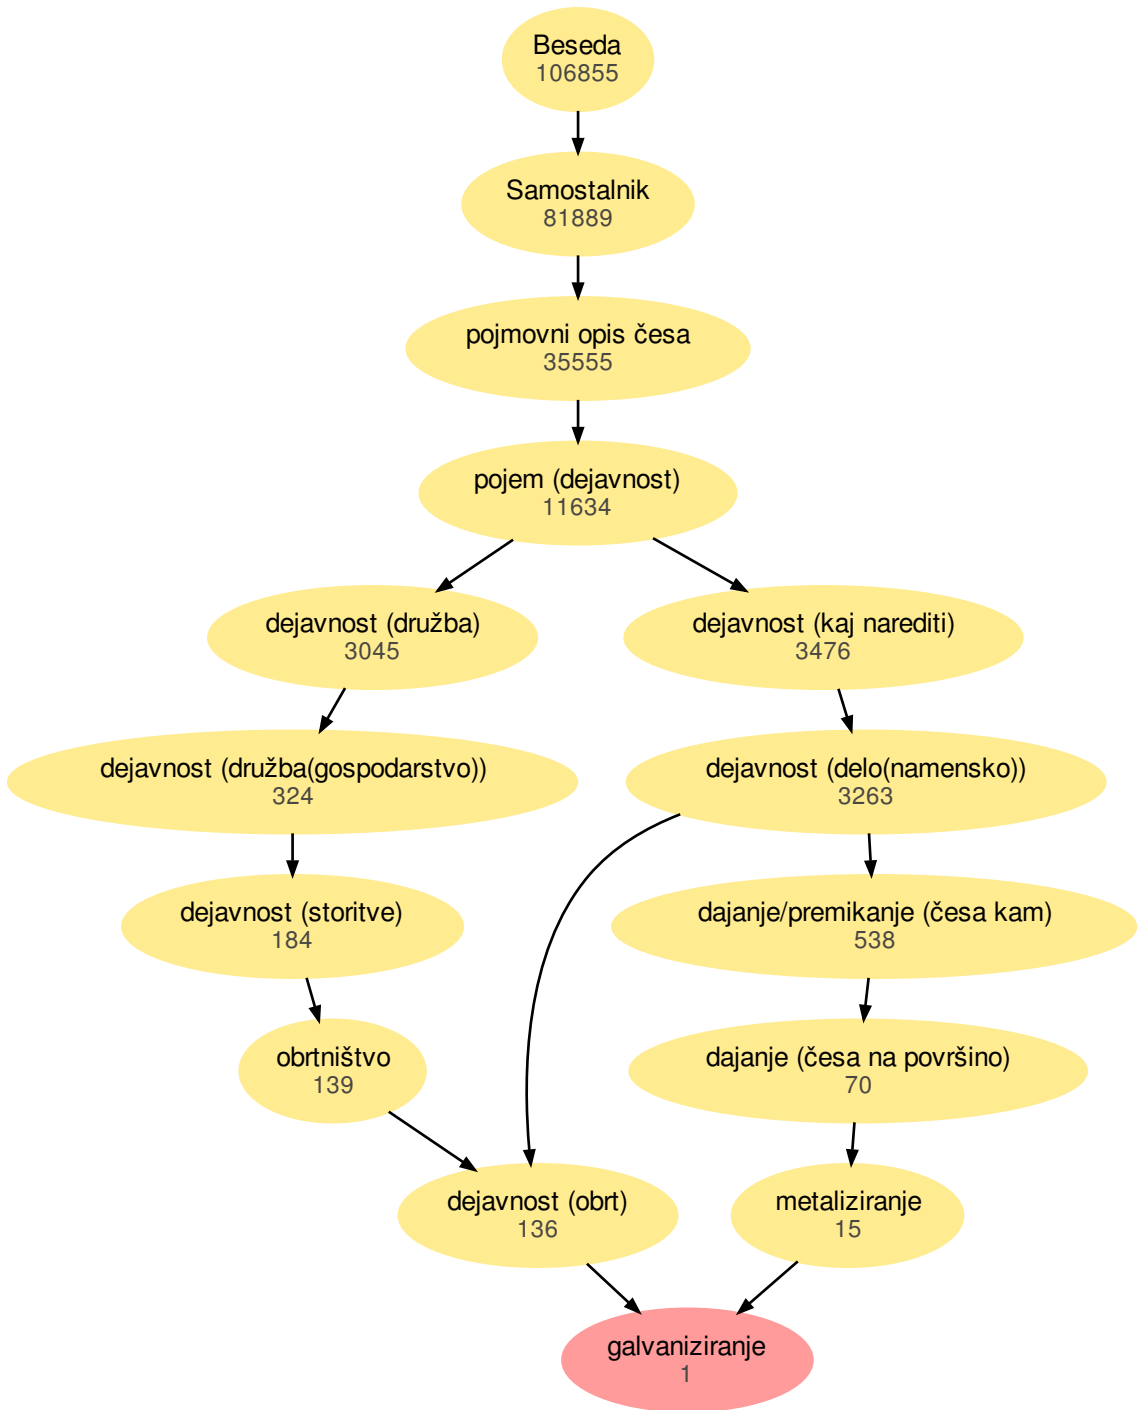 Beseda
106855
Samostalnik
81889
pojmovni opis česa
35555
pojem (dejavnost)
11634
dejavnost (družba)
3045
dejavnost (kaj narediti)
3476
dejavnost (družba(gospodarstvo))
324
dejavnost (delo(namensko))
3263
dejavnost (storitve)
184
dajanje/premikanje (česa kam)
538
obrtništvo
139
dajanje (česa na površino)
70
dejavnost (obrt)
136
metaliziranje
15
galvaniziranje
1